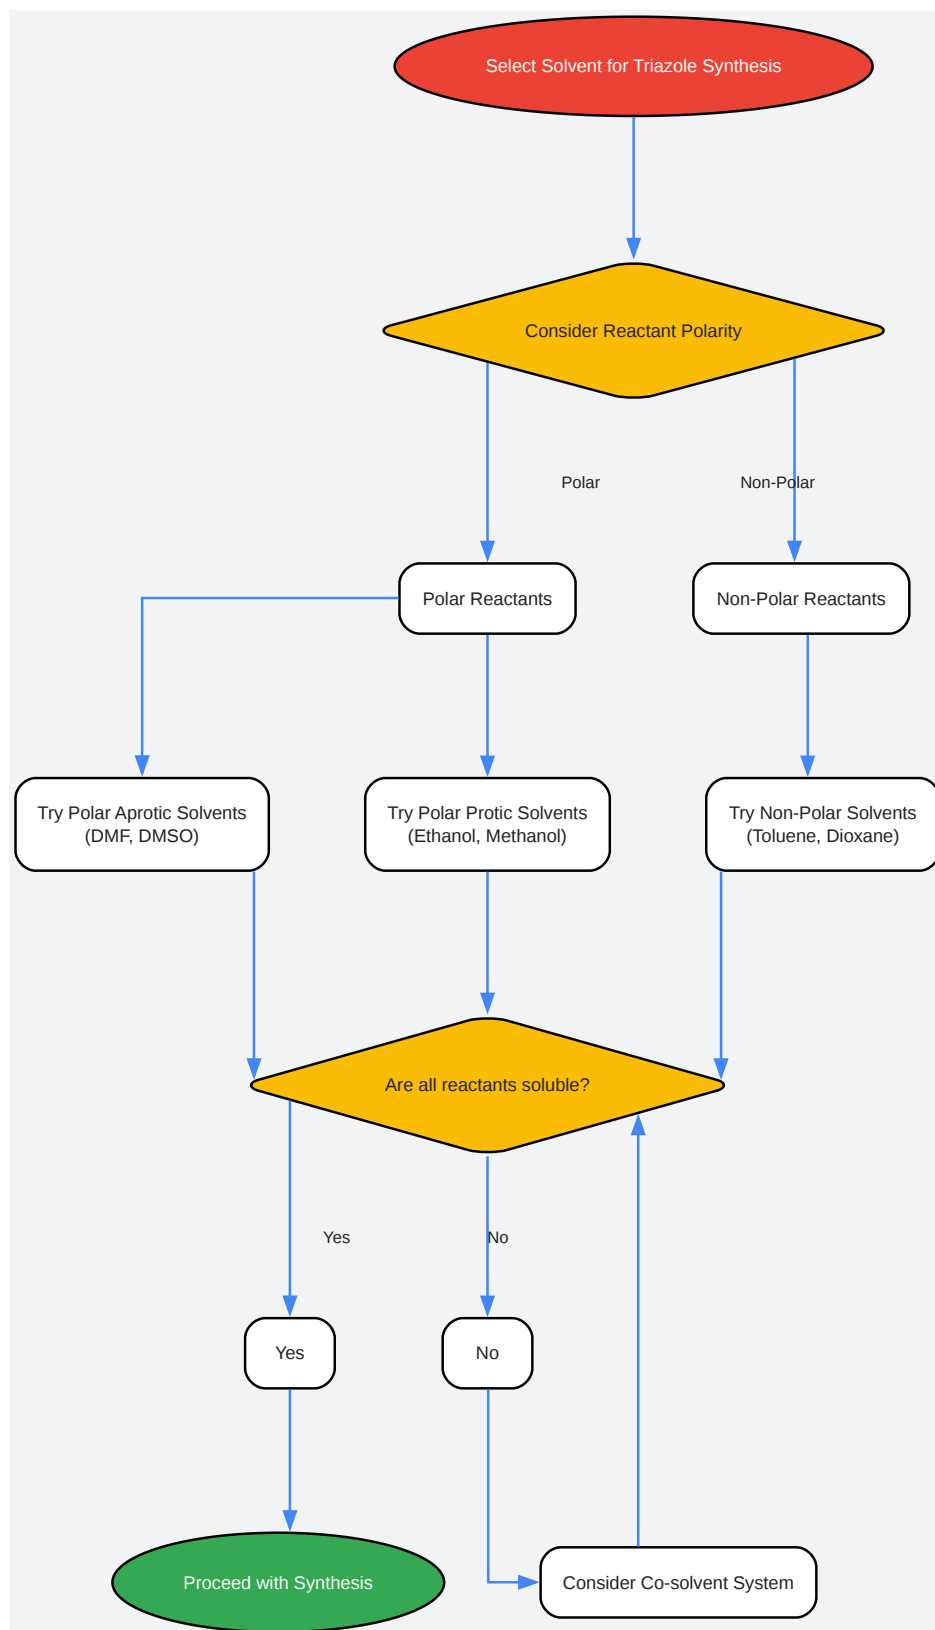 Select Solvent for Triazole Synthesis
Consider Reactant Polarity
Polar
Non-Polar
Polar Reactants
Non-Polar Reactants
Try Polar Aprotic Solvents
(DMF, DMSO)
Try Polar Protic Solvents
(Ethanol, Methanol)
Try Non-Polar Solvents
(Toluene, Dioxane)
Are all reactants soluble?
Yes
No
Yes
No
Proceed with Synthesis
Consider Co-solvent System